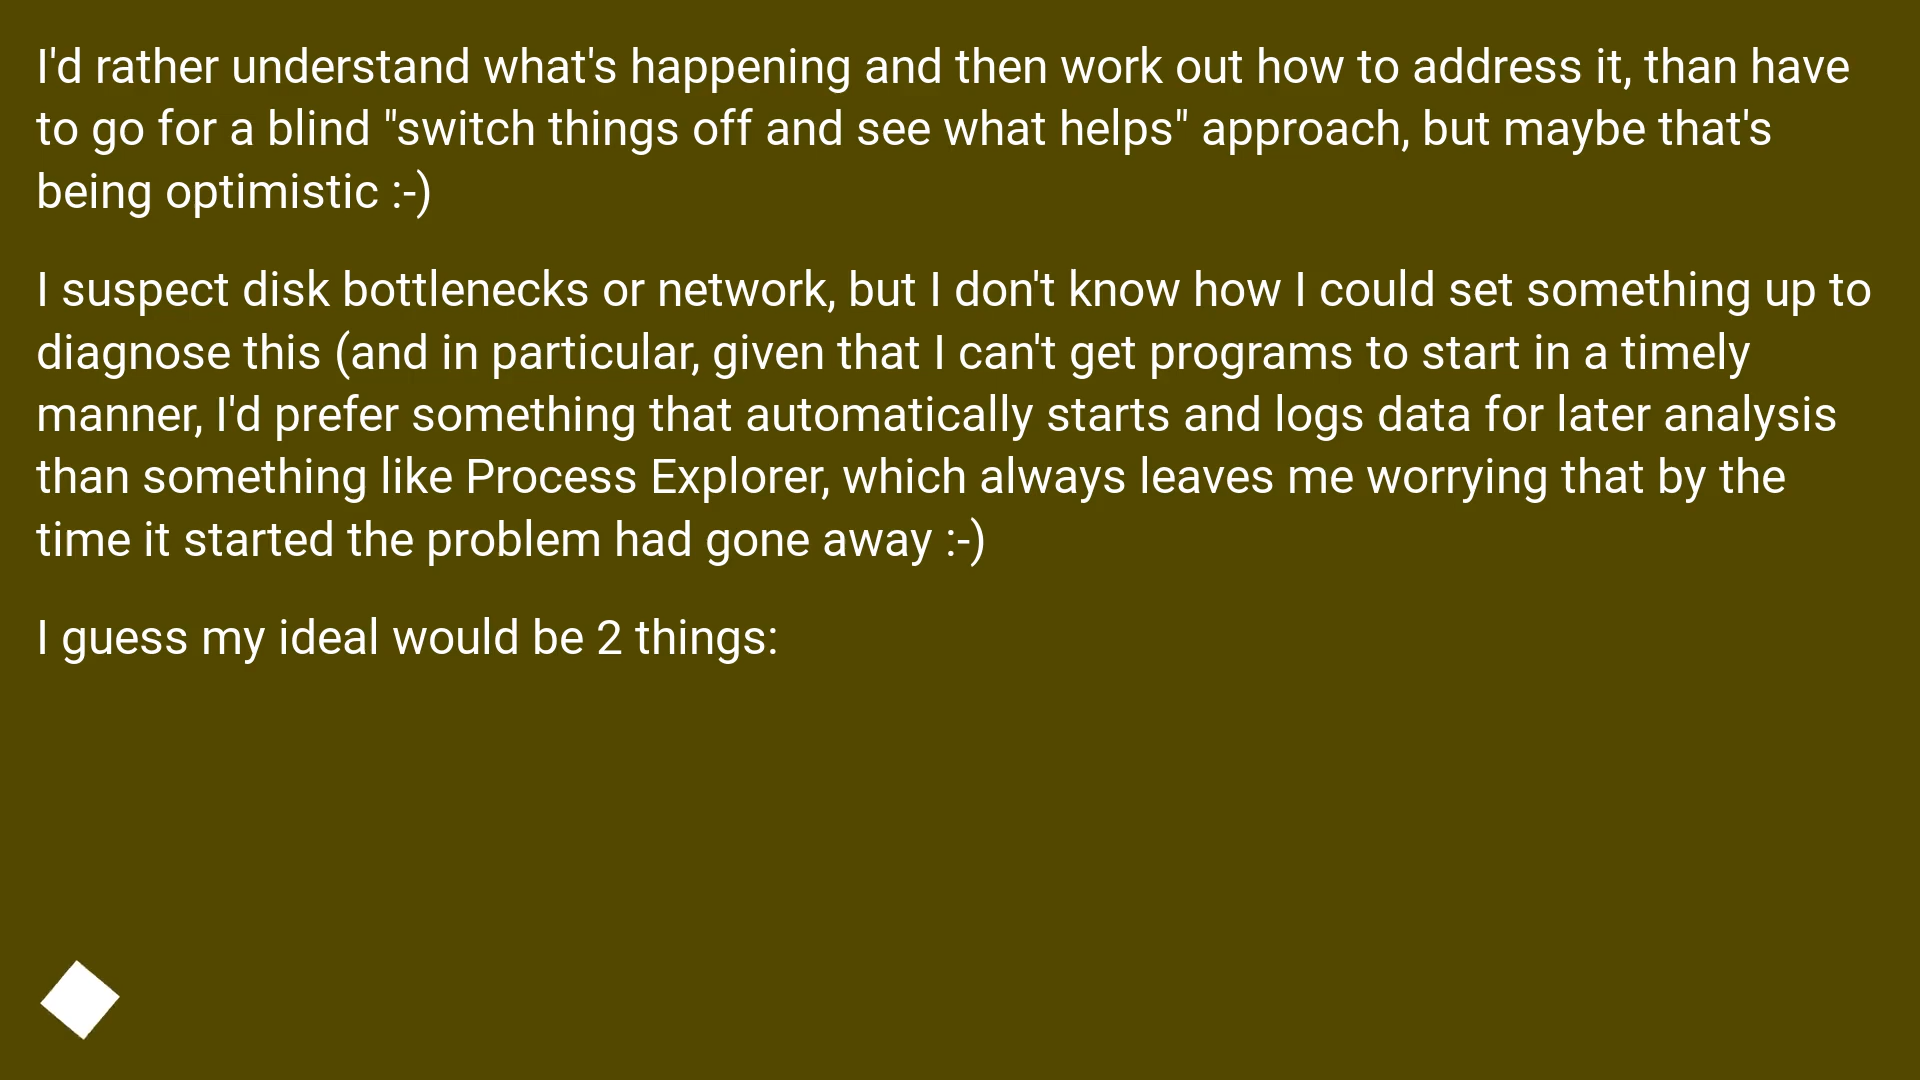 I'd rather understand what's happening and then work out how to address it, than have
to go for a blind "switch things off and see what helps" approach, but maybe that's
being optimistic :-)
I suspect disk bottlenecks or network, but I don't know how I could set something up to
diagnose this (and in particular, given that I can't get programs to start in a timely
manner, I'd prefer something that automatically starts and logs data for later analysis
than something like Process Explorer, which always leaves me worrying that by the
time it started the problem had gone away :-)
I guess my ideal would be 2 things: